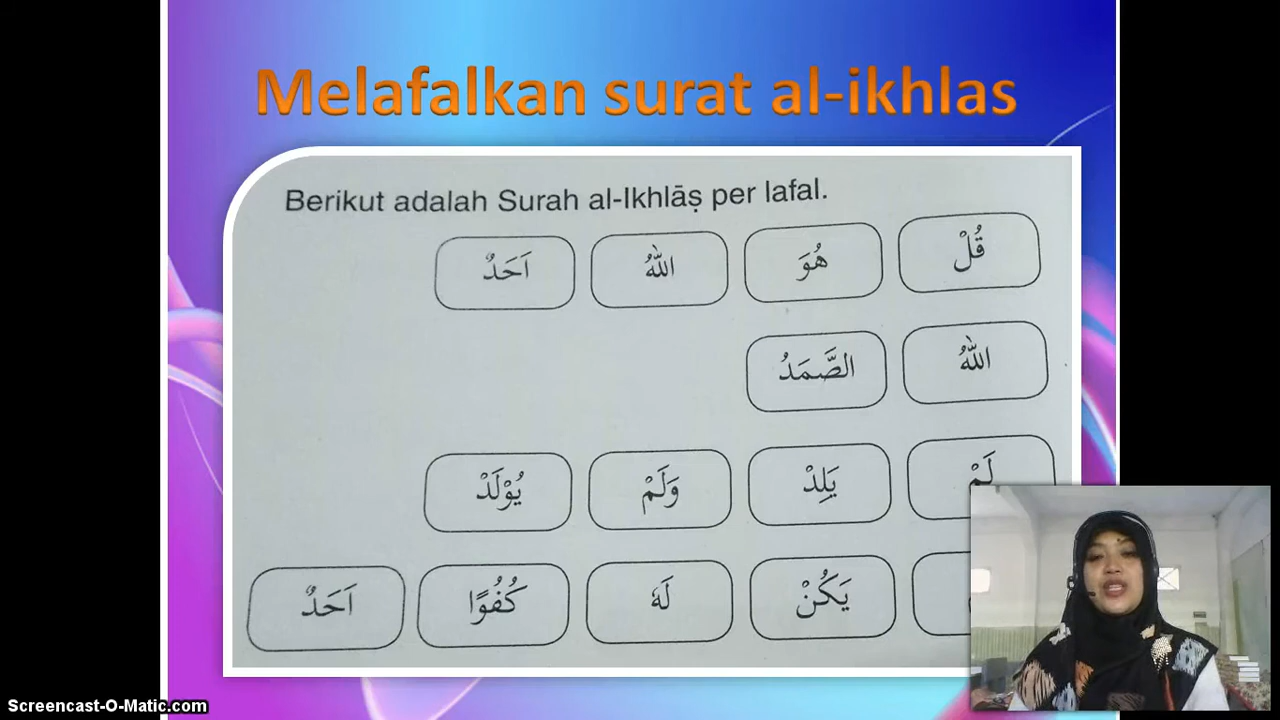 Melafalkan surat al-ikhlas
Berikut adalah Surah al-Ikhlāṣ per lafal.
قُلْ هُوَ اللّٰهُ اَحَدٌ
اللّٰهُ الصَّمَدُ
لَمْ يَلِدْ وَلَمْ يُوْلَدْ
يَكُنْ لَهٗ كُفُوًا اَحَدٌ
Screencast-O-Matic.com